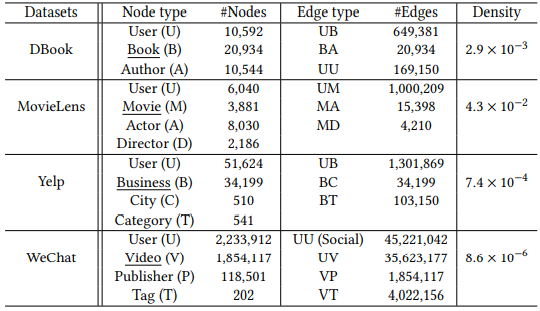 Datasets Node type #Nodes Edge type #Edges Density
User (U) 10,592 UB 649,381
DBook Book (B) 20,934 BA 20,934 2.9 × 10⁻³
Author (A) 10,544 UU 169,150
User (U) 6,040 UM 1,000,209
MovieLens Movie (M) 3,881 MA 15,398 4.3 × 10⁻²
Actor (A) 8,030 MD 4,210
Director (D) 2,186
User (U) 51,624 UB 1,301,869
Yelp Business (B) 34,199 BC 34,199 7.4 × 10⁻⁴
City (C) 510 BT 103,150
Category (T) 541
User (U) 2,233,912 UU (Social) 45,221,042
WeChat Video (V) 1,854,117 UV 35,623,177 8.6 × 10⁻⁶
Publisher (P) 118,501 VP 1,854,117
Tag (T) 202 VT 4,022,156